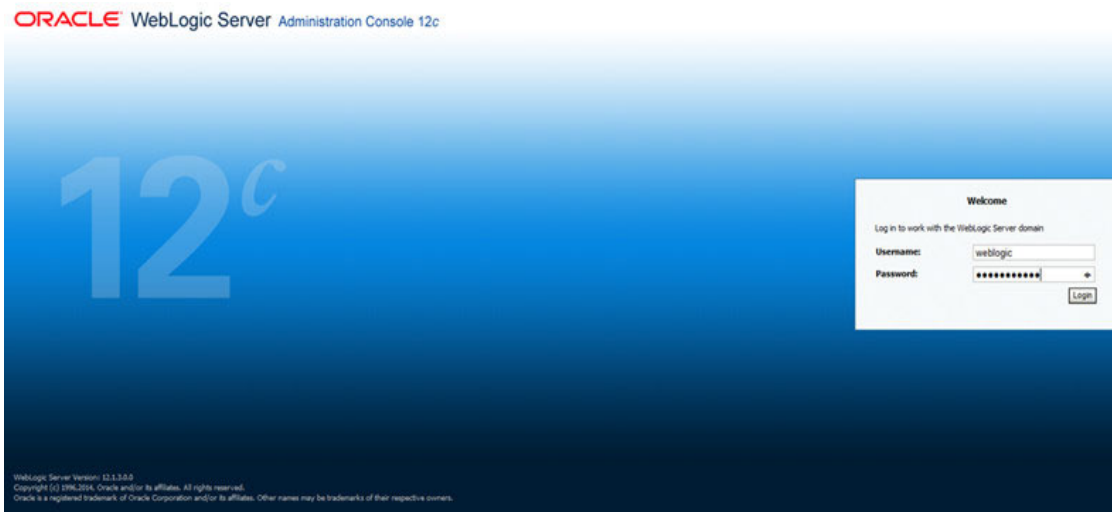 ORACLE WebLogic Server Administration Console 12c
12c
Welcome
Log in to work with the WebLogic Server domain
Username: weblogic
Password: ●●●●●●●●●●●
Login
WebLogic Server Version: 12.1.3.0.0
Copyright (c) 1996,2014, Oracle and/or its affiliates. All rights reserved.
Oracle is a registered trademark of Oracle Corporation and/or its affiliates. Other names may be trademarks of their respective owners.